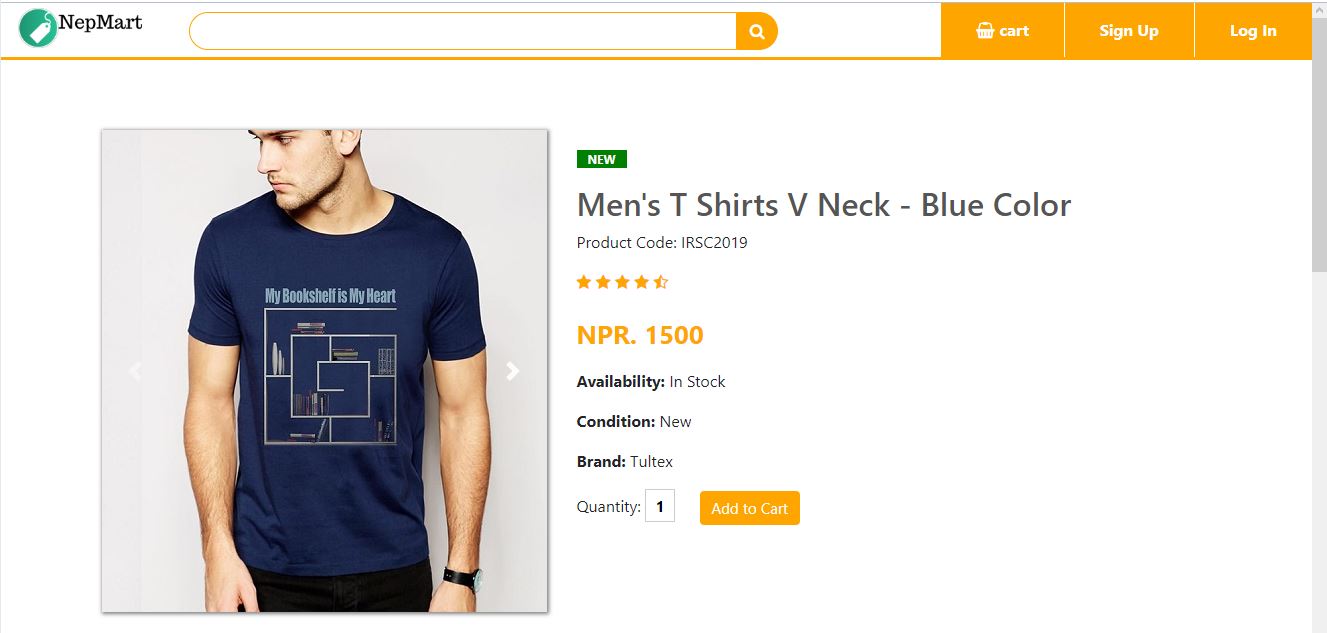 NepMart
cart
Sign Up
Log In
My Bookshelf is My Heart
NEW
Men's T Shirts V Neck - Blue Color
Product Code: IRSC2019
NPR. 1500
Availability: In Stock
Condition: New
Brand: Tultex
Quantity: 1
Add to Cart